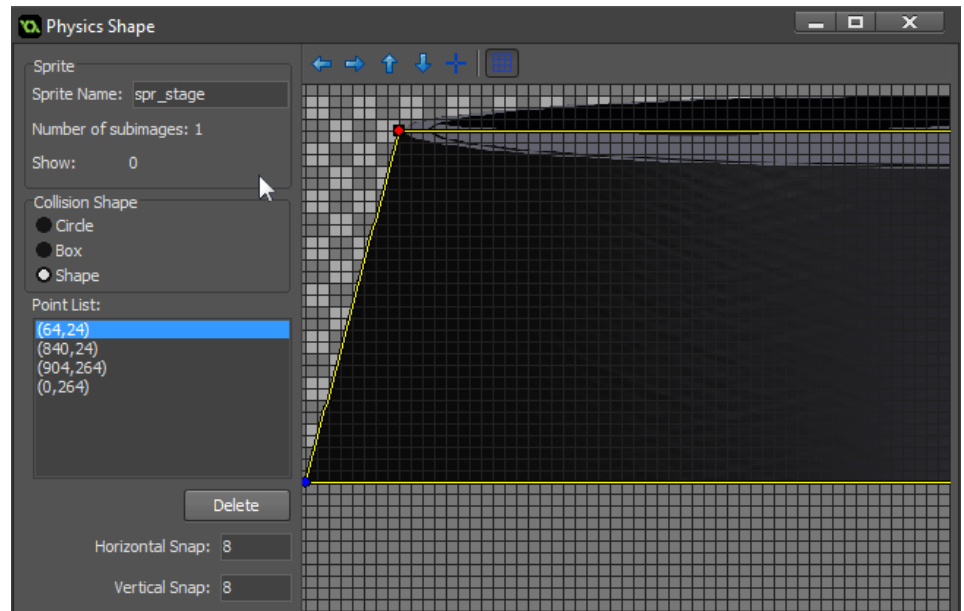 Physics Shape
Sprite
Sprite Name: spr_stage
Number of subimages: 1
Show: 0
Collision Shape
Circle
Box
Shape
Point List:
(64,24)
(840,24)
(904,264)
(0,264)
Delete
Horizontal Snap: 8
Vertical Snap: 8